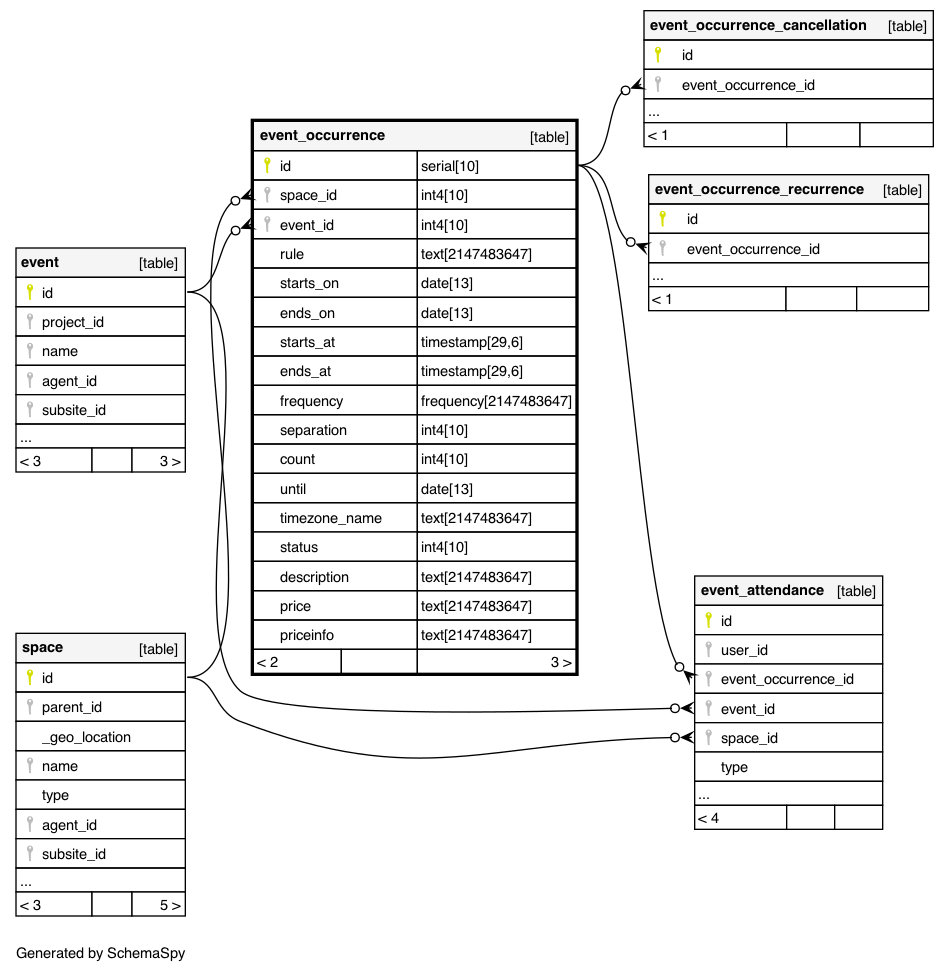 event_occurrence_cancellation [table]
id
event_occurrence_id
...
< 1
event_occurrence [table]
id serial[10]
space_id int4[10]
event_id int4[10]
rule text[2147483647]
starts_on date[13]
ends_on date[13]
starts_at timestamp[29,6]
ends_at timestamp[29,6]
frequency frequency[2147483647]
separation int4[10]
count int4[10]
until date[13]
timezone_name text[2147483647]
status int4[10]
description text[2147483647]
price text[2147483647]
priceinfo text[2147483647]
< 2 3 >
event_occurrence_recurrence [table]
id
event_occurrence_id
...
< 1
event [table]
id
project_id
name
agent_id
subsite_id
...
< 3 3 >
event_attendance [table]
id
user_id
event_occurrence_id
event_id
space_id
type
...
< 4
space [table]
id
parent_id
_geo_location
name
type
agent_id
subsite_id
...
< 3 5 >
Generated by SchemaSpy